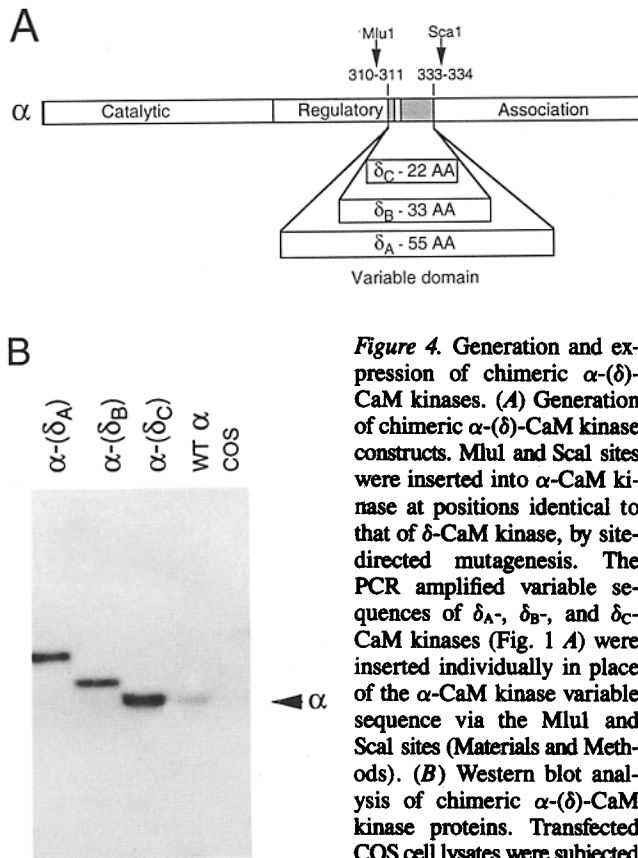 A
Mlu1 Sca1
310-311 333-334
α Catalytic Regulatory Association
δC - 22 AA
δB - 33 AA
δA - 55 AA
Variable domain
B
α-(δA) α-(δB) α-(δC) WT α COS
α
Figure 4. Generation and ex-
pression of chimeric α-(δ)-
CaM kinases. (A) Generation
of chimeric α-(δ)-CaM kinase
constructs. MluI and ScaI sites
were inserted into α-CaM ki-
nase at positions identical to
that of δ-CaM kinase, by site-
directed mutagenesis. The
PCR amplified variable se-
quences of δA-, δB-, and δC-
CaM kinases (Fig. 1 A) were
inserted individually in place
of the α-CaM kinase variable
sequence via the MluI and
ScaI sites (Materials and Meth-
ods). (B) Western blot anal-
ysis of chimeric α-(δ)-CaM
kinase proteins. Transfected
COS cell lysates were subjected